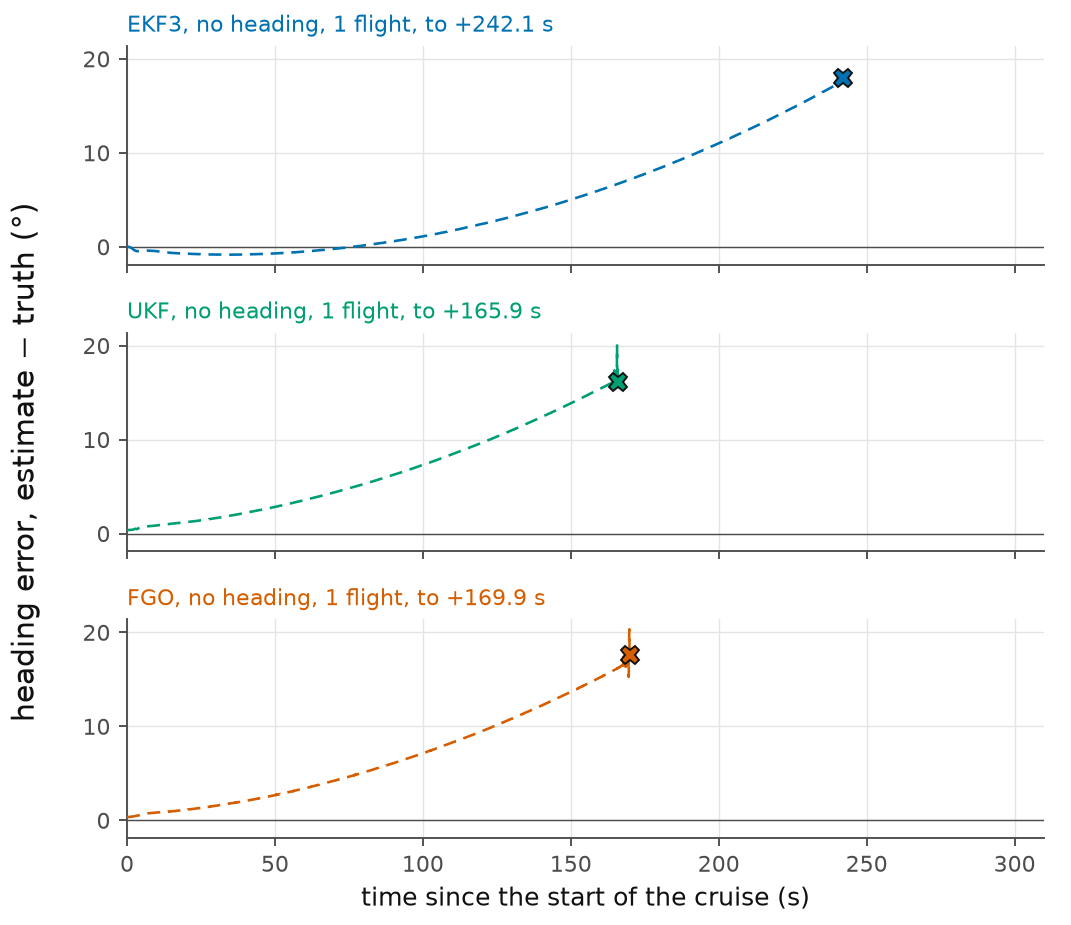 EKF3, no heading, 1 flight, to +242.1 s
20
10
0
UKF, no heading, 1 flight, to +165.9 s
20
10
0
FGO, no heading, 1 flight, to +169.9 s
20
10
0
0 50 100 150 200 250 300
time since the start of the cruise (s)
heading error, estimate − truth (°)